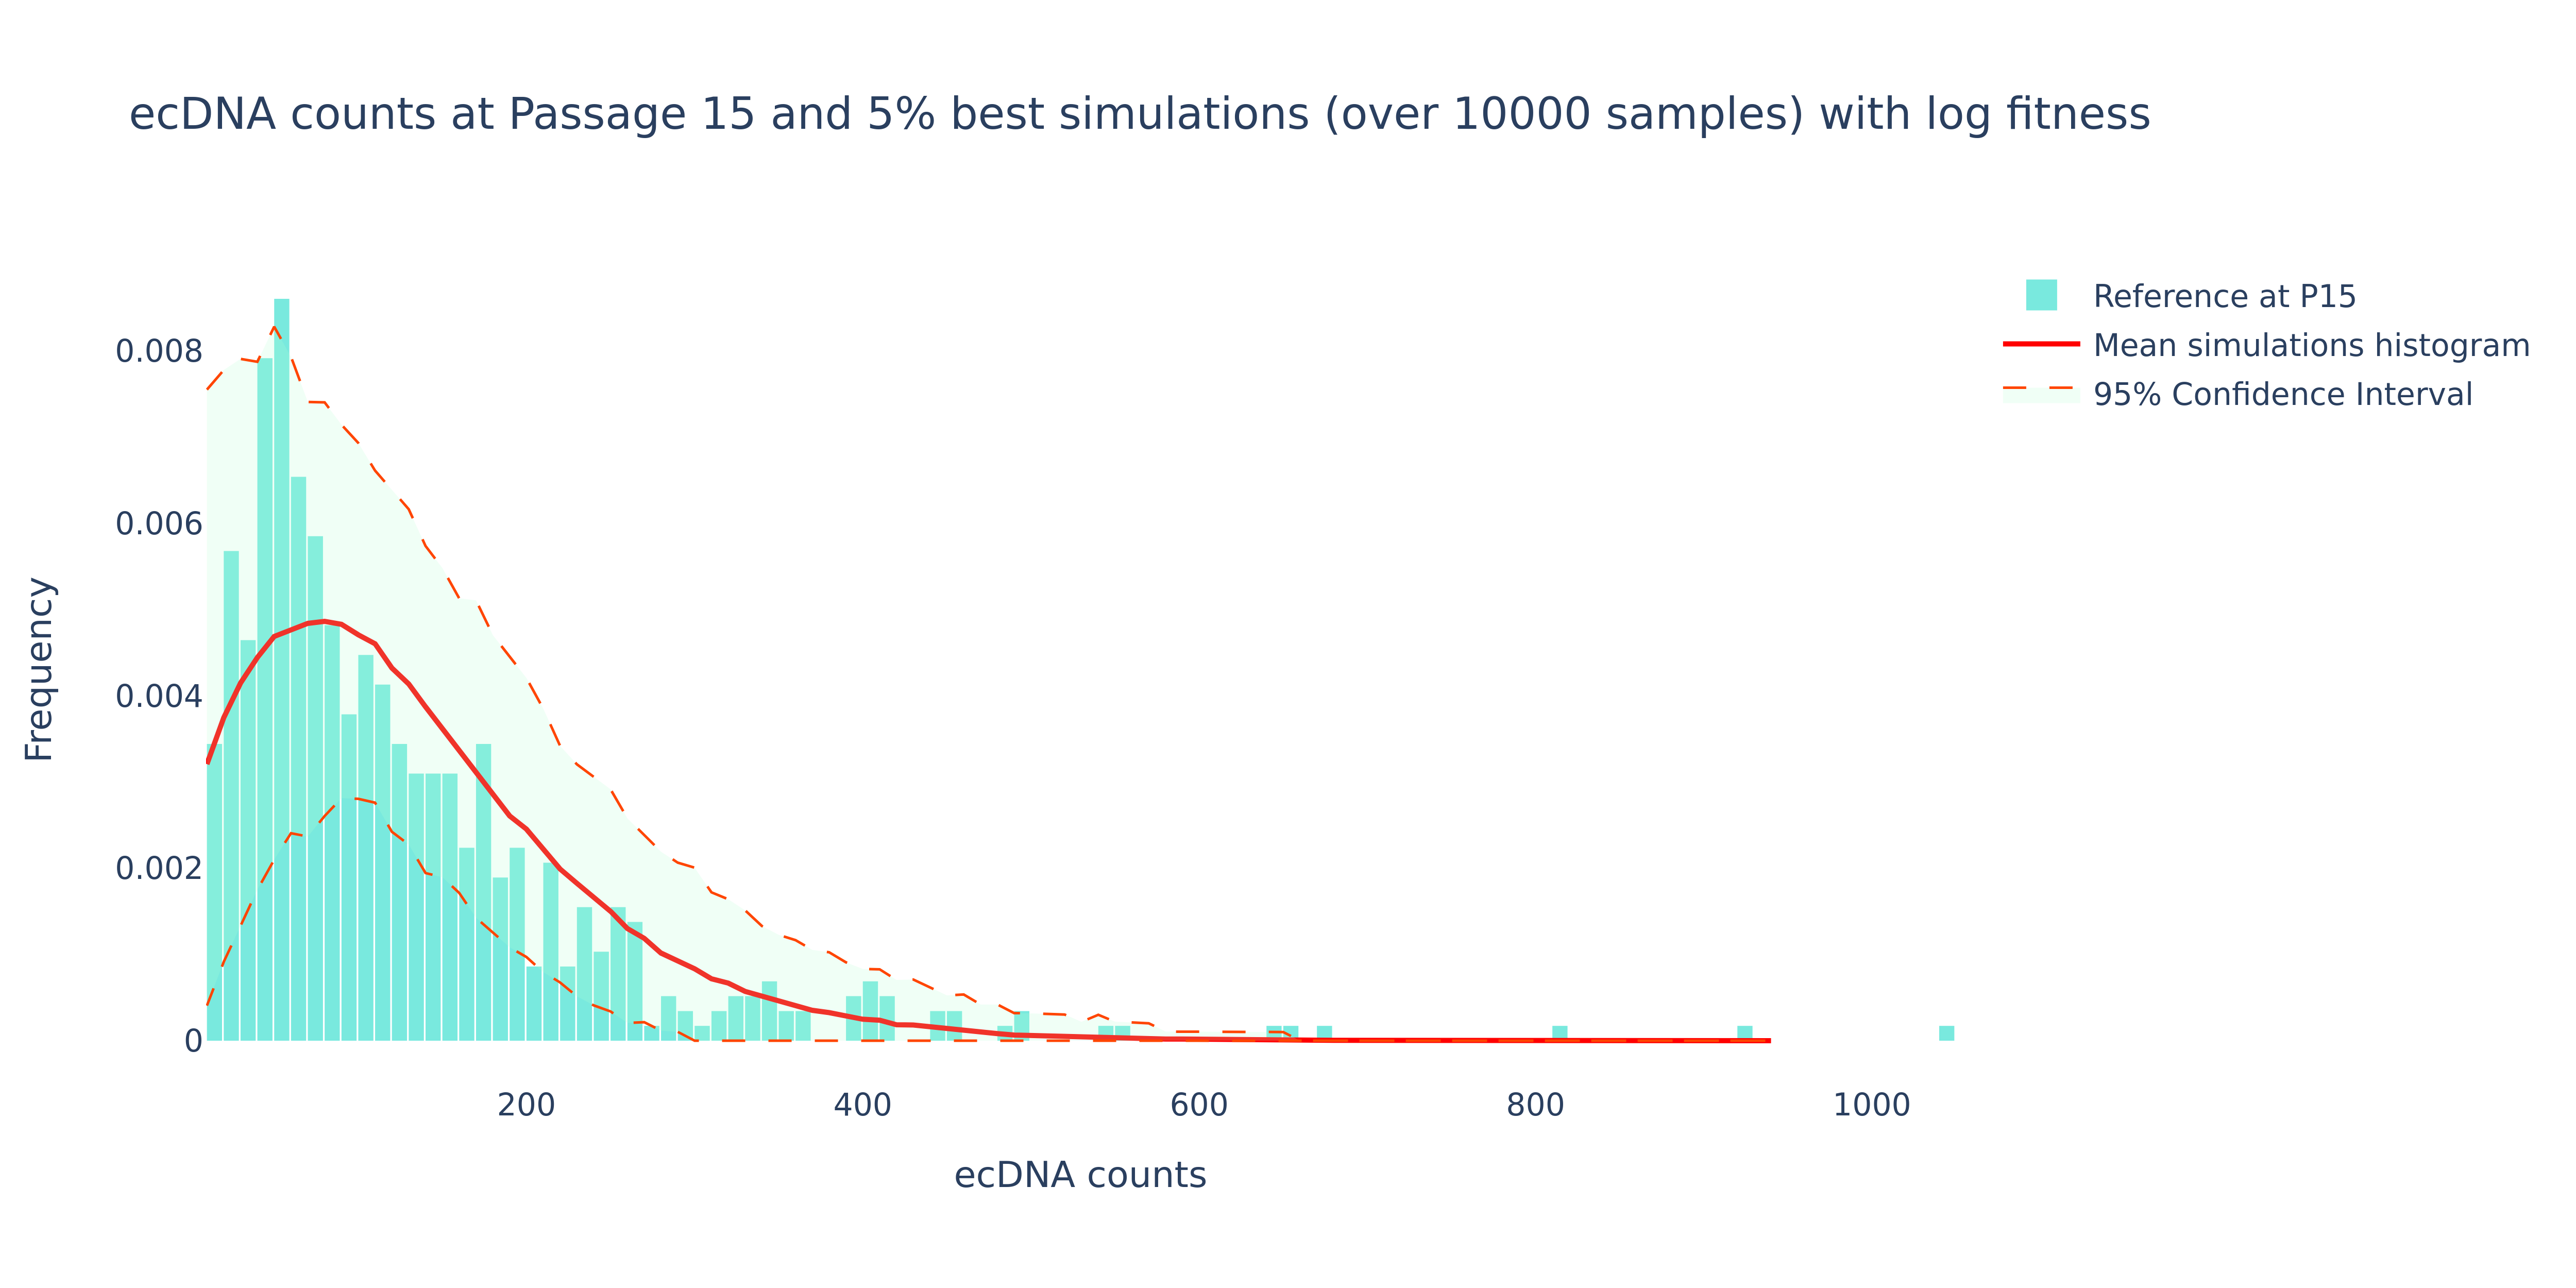 ecDNA counts at Passage 15 and 5% best simulations (over 10000 samples) with log fitness
Reference at P15
Mean simulations histogram
95% Confidence Interval
Frequency
0.008
0.006
0.004
0.002
0
200
400
600
800
1000
ecDNA counts